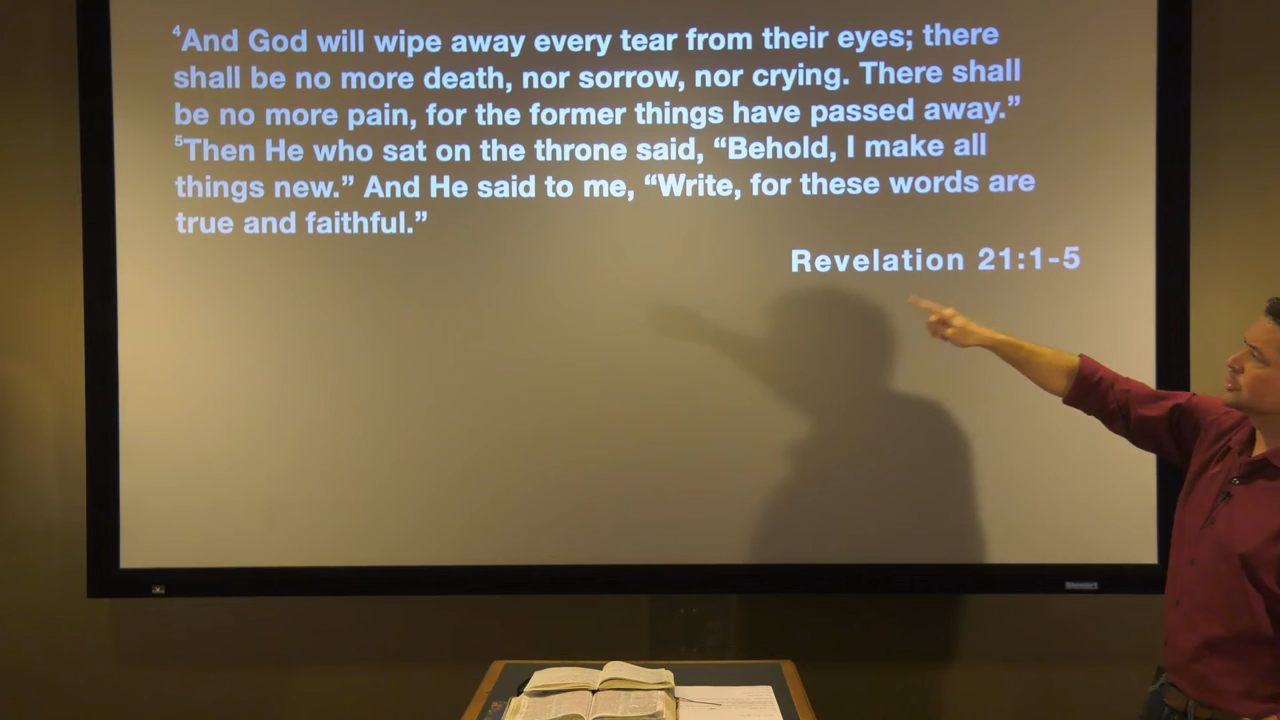 ⁴And God will wipe away every tear from their eyes; there
shall be no more death, nor sorrow, nor crying. There shall
be no more pain, for the former things have passed away.”
⁵Then He who sat on the throne said, “Behold, I make all
things new.” And He said to me, “Write, for these words are
true and faithful.”
Revelation 21:1-5